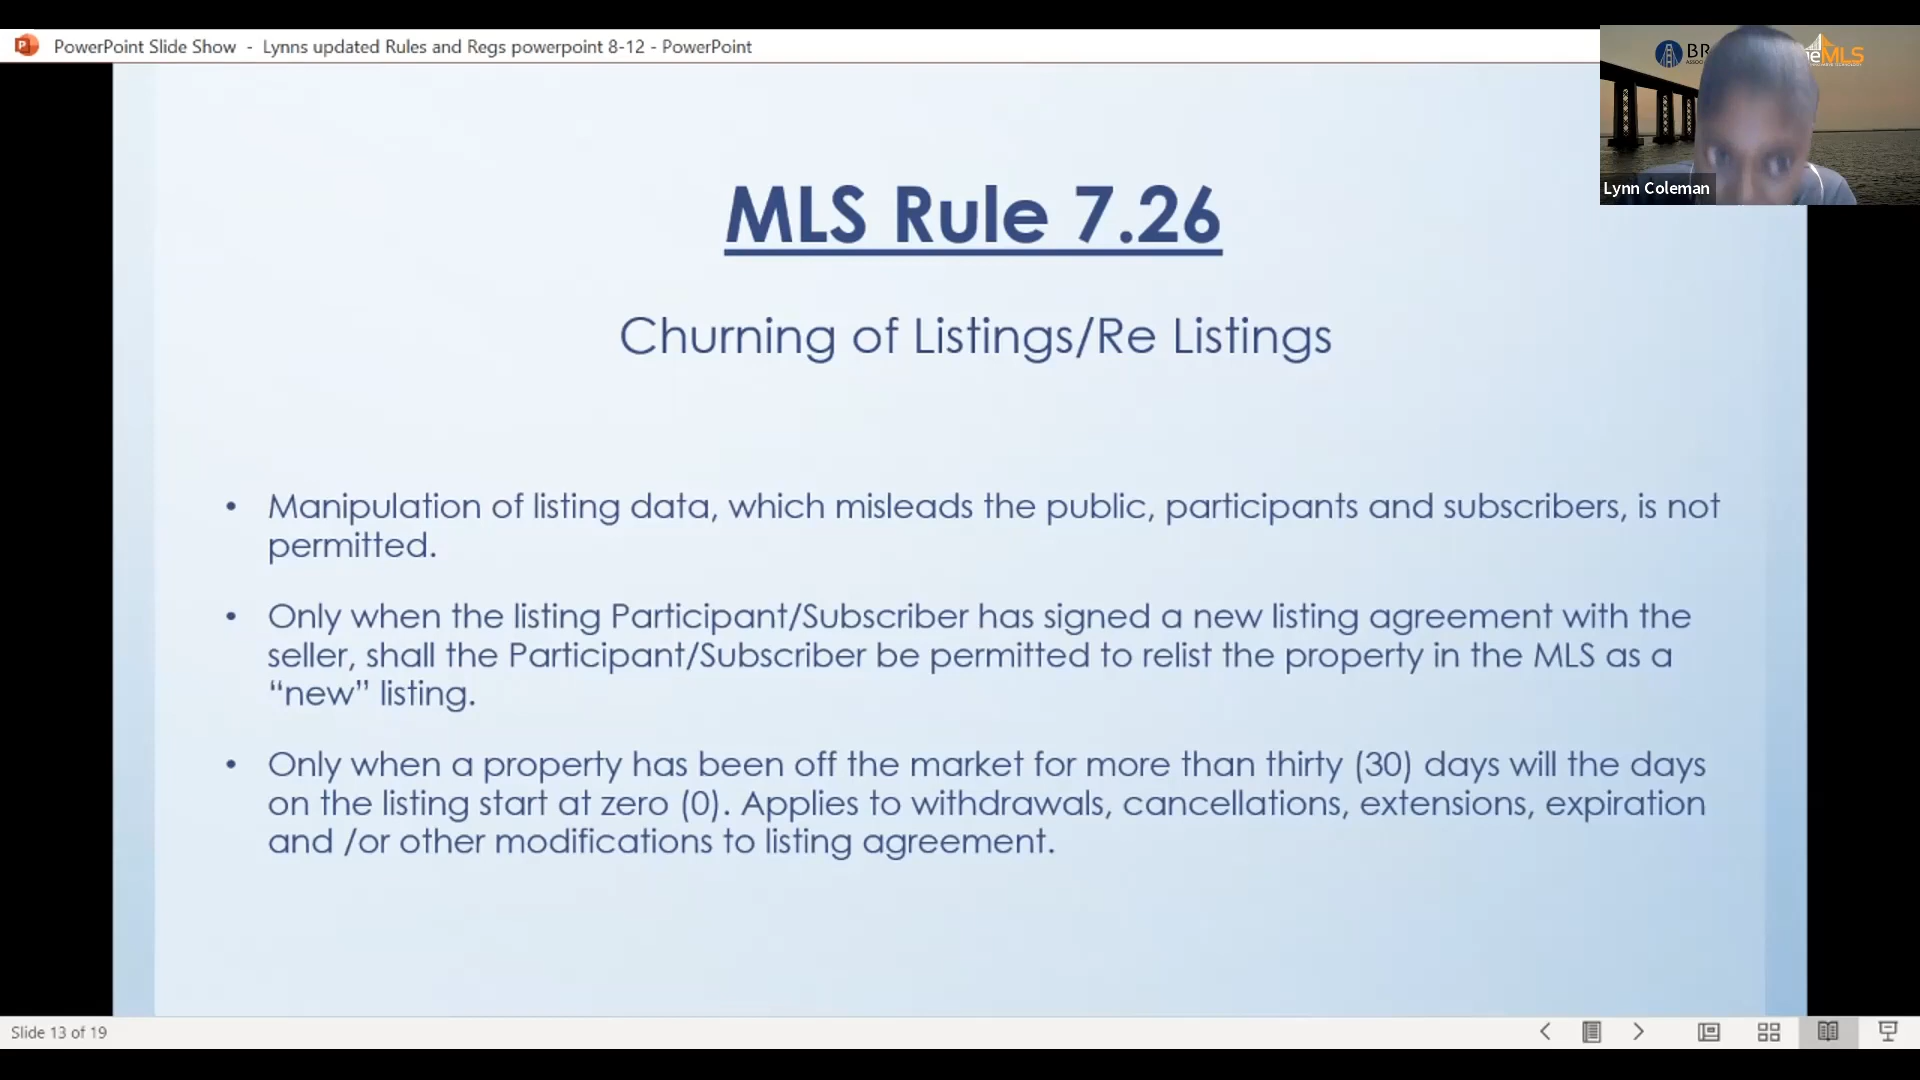 PowerPoint Slide Show - Lynns updated Rules and Regs powerpoint 8-12 - PowerPoint
BR
eMLS
Lynn Coleman
MLS Rule 7.26
Churning of Listings/Re Listings
• Manipulation of listing data, which misleads the public, participants and subscribers, is not
permitted.
• Only when the listing Participant/Subscriber has signed a new listing agreement with the
seller, shall the Participant/Subscriber be permitted to relist the property in the MLS as a
“new” listing.
• Only when a property has been off the market for more than thirty (30) days will the days
on the listing start at zero (0). Applies to withdrawals, cancellations, extensions, expiration
and /or other modifications to listing agreement.
Slide 13 of 19